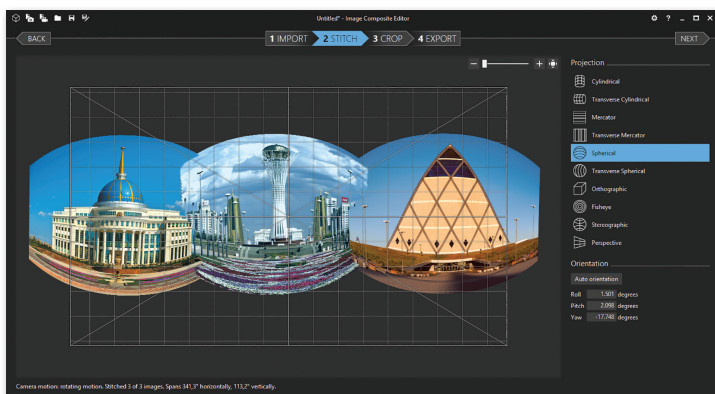 Untitled* - Image Composite Editor
BACK
1 IMPORT
2 STITCH
3 CROP
4 EXPORT
NEXT
Projection
Cylindrical
Transverse Cylindrical
Mercator
Transverse Mercator
Spherical
Transverse Spherical
Orthographic
Fisheye
Stereographic
Perspective
Orientation
Auto orientation
Roll 1.501 degrees
Pitch 2.098 degrees
Yaw -17.748 degrees
Camera motion: rotating motion. Stitched 3 of 3 images. Spans 341,3° horizontally, 113,2° vertically.